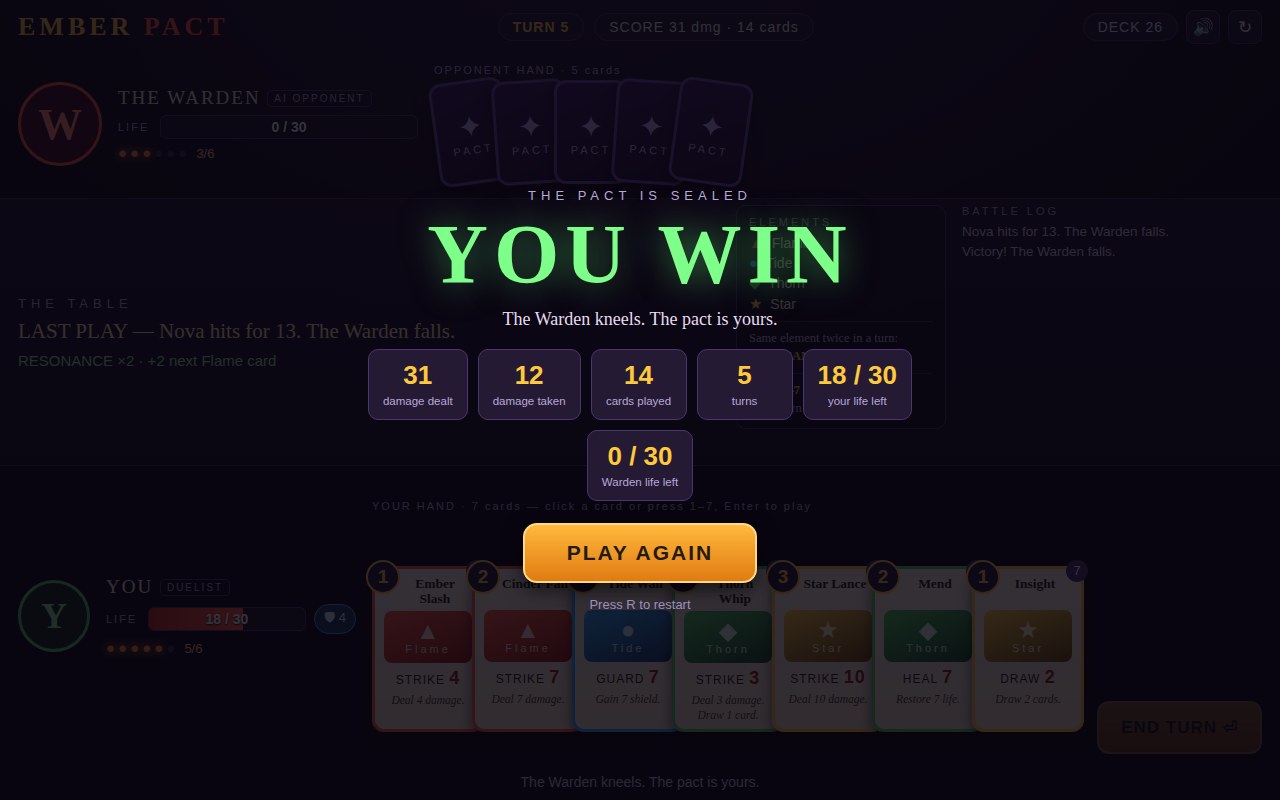 EMBER PACT
TURN 5
SCORE 31 dmg · 14 cards
DECK 26
OPPONENT HAND · 5 cards
W
THE WARDEN
AI OPPONENT
LIFE
0 / 30
3/6
PACT
PACT
PACT
PACT
PACT
THE PACT IS SEALED
YOU WIN
The Warden kneels. The pact is yours.
ELEMENTS
Tide
Thorn
Star
Same element twice in a turn:
BATTLE LOG
Nova hits for 13. The Warden falls.
Victory! The Warden falls.
THE TABLE
LAST PLAY — Nova hits for 13. The Warden falls.
RESONANCE ×2 · +2 next Flame card
31
damage dealt
12
damage taken
14
cards played
5
turns
18 / 30
your life left
0 / 30
Warden life left
YOUR HAND · 7 cards — click a card or press 1–7, Enter to play
PLAY AGAIN
Press R to restart
Y
YOU
DUELIST
LIFE
18 / 30
4
5/6
1
Ember
Slash
Flame
STRIKE 4
Deal 4 damage.
2
Flame
STRIKE 7
Deal 7 damage.
Tide
GUARD 7
Gain 7 shield.
Thorn
Whip
Thorn
STRIKE 3
Deal 3 damage.
Draw 1 card.
3
Star Lance
Star
STRIKE 10
Deal 10 damage.
2
Mend
Thorn
HEAL 7
Restore 7 life.
1
Insight
7
Star
DRAW 2
Draw 2 cards.
END TURN ⏎
The Warden kneels. The pact is yours.